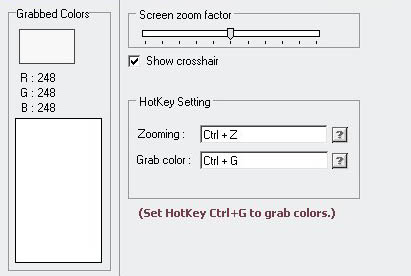 Grabbed Colors
R : 248
G : 248
B : 248
Screen zoom factor
Show crosshair
HotKey Setting
Zooming : Ctrl + Z ?
Grab color : Ctrl + G ?
(Set HotKey Ctrl+G to grab colors.)